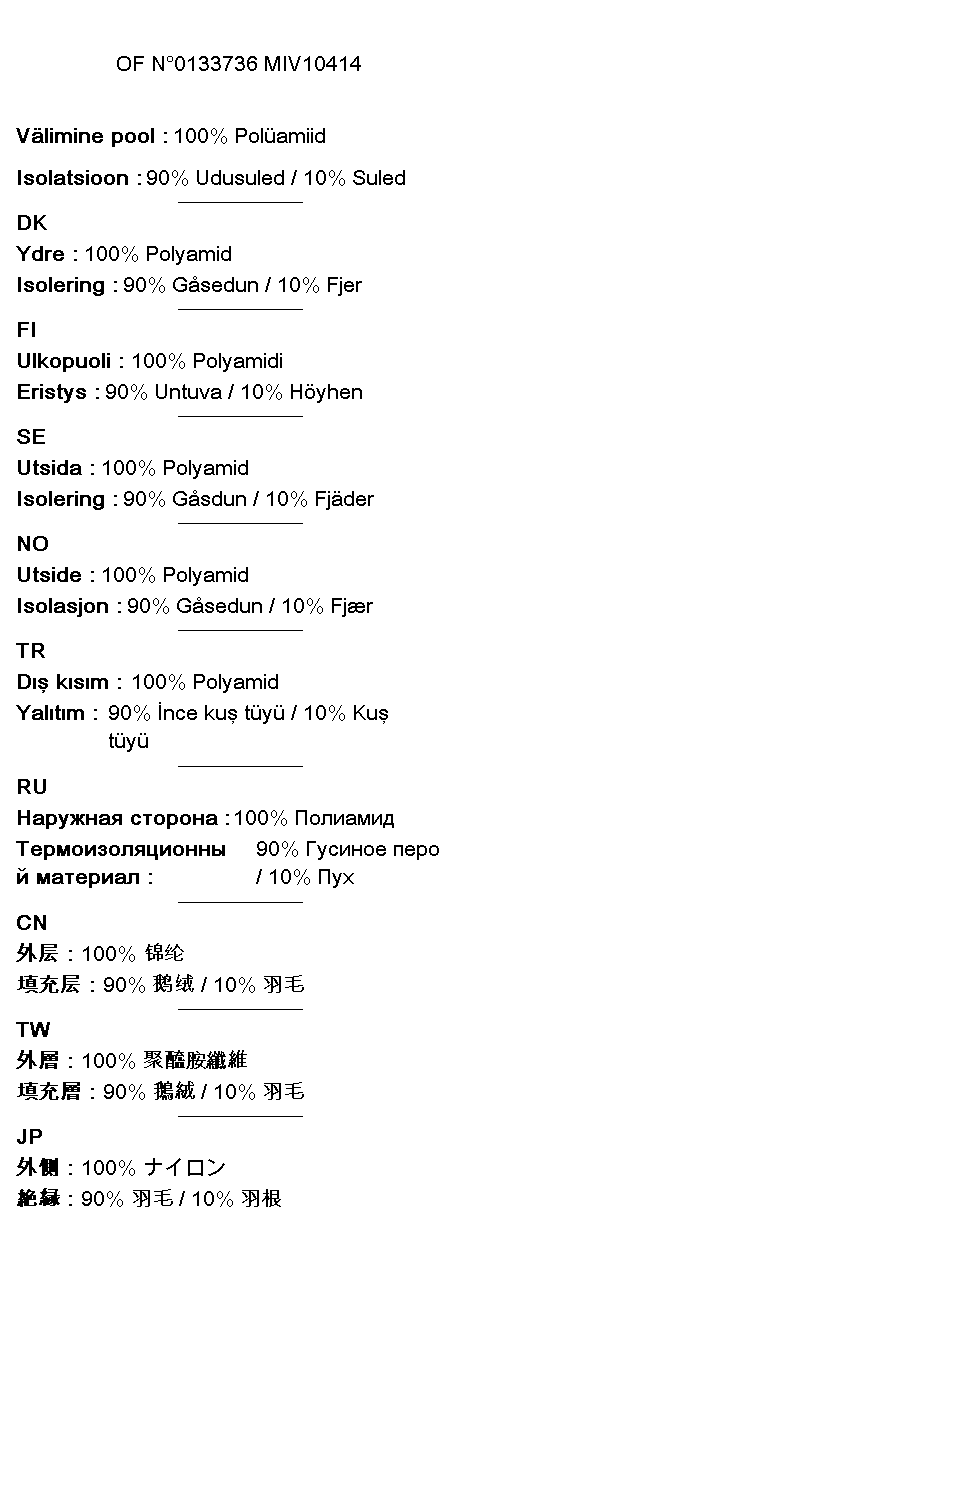 OF N°0133736 MIV10414
Välimine pool : 100% Polüamiid
Isolatsioon : 90% Udusuled / 10% Suled
DK
Ydre : 100% Polyamid
Isolering : 90% Gåsedun / 10% Fjer
FI
Ulkopuoli : 100% Polyamidi
Eristys : 90% Untuva / 10% Höyhen
SE
Utsida : 100% Polyamid
Isolering : 90% Gåsdun / 10% Fjäder
NO
Utside : 100% Polyamid
Isolasjon : 90% Gåsedun / 10% Fjær
TR
Dış kısım : 100% Polyamid
Yalıtım : 90% İnce kuş tüyü / 10% Kuş
tüyü
RU
Наружная сторона : 100% Полиамид
Термоизоляционны 90% Гусиное перо
й материал : / 10% Пух
CN
外层 : 100% 锦纶
填充层 : 90% 鹅绒 / 10% 羽毛
TW
外層 : 100% 聚醯胺纖維
填充層 : 90% 鵝絨 / 10% 羽毛
JP
外側 : 100% ナイロン
絶縁 : 90% 羽毛 / 10% 羽根